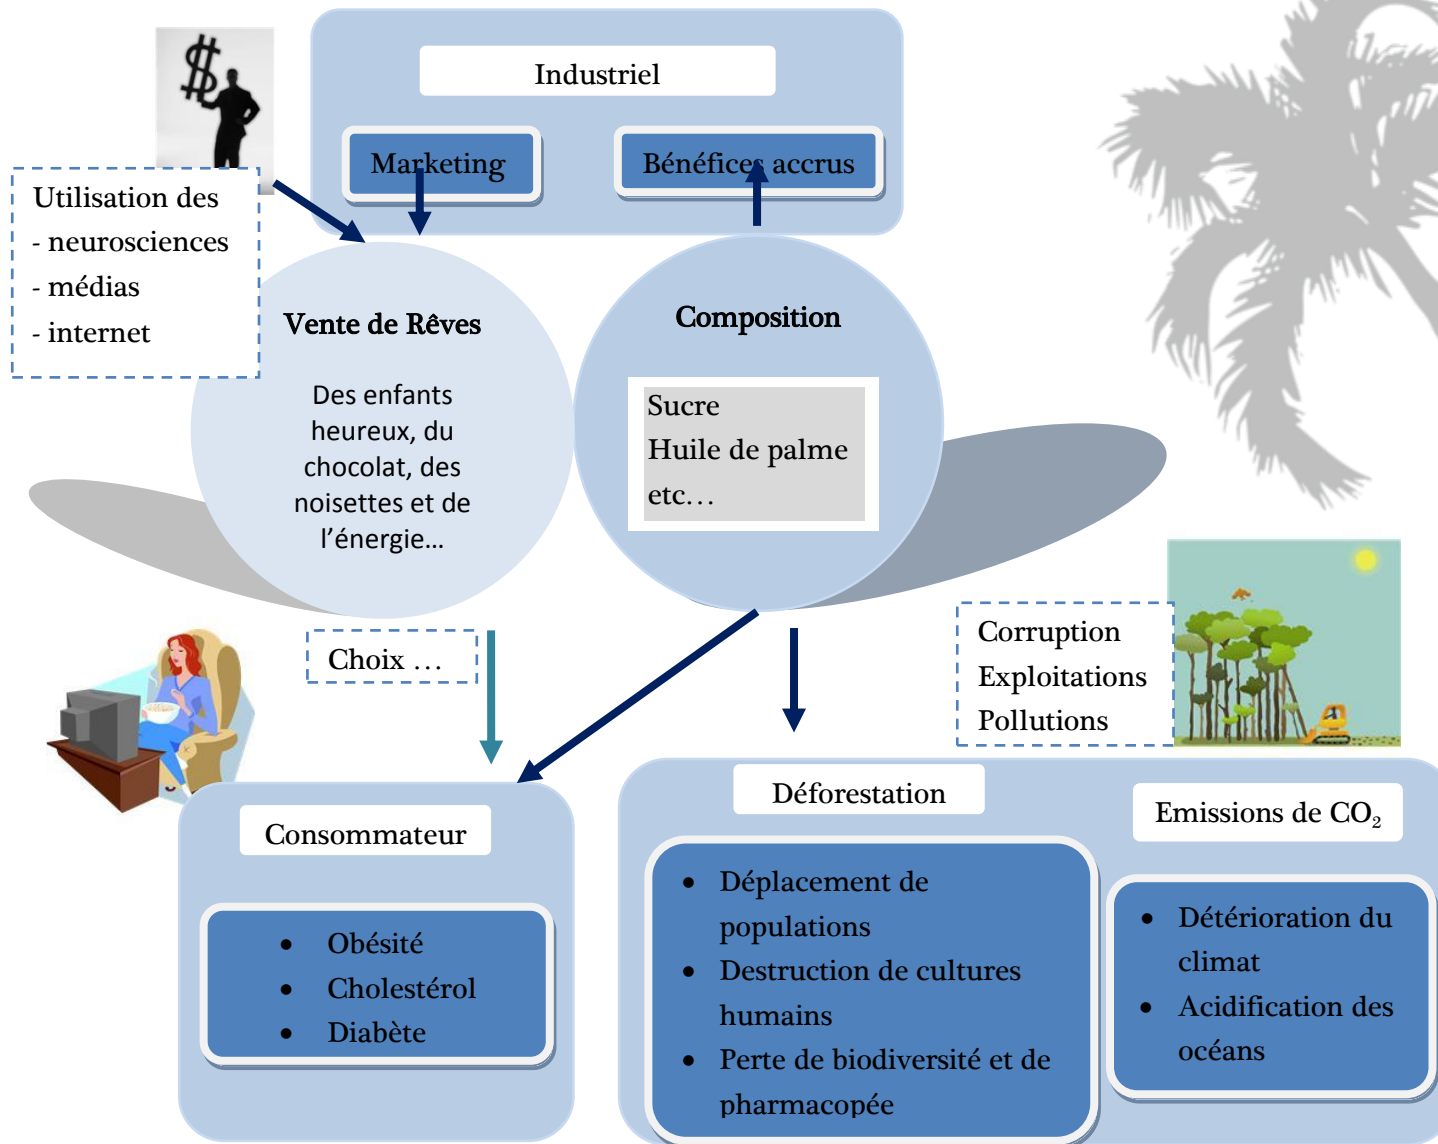 Industriel
Marketing
Bénéfices accrus
Utilisation des
- neurosciences
- médias
- internet
Vente de Rêves
Des enfants
heureux, du
chocolat, des
noisettes et de
l’énergie…
Composition
Sucre
Huile de palme
etc…
Choix …
Corruption
Exploitations
Pollutions
Consommateur
• Obésité
• Cholestérol
• Diabète
Déforestation
• Déplacement de
populations
• Destruction de cultures
humains
• Perte de biodiversité et de
pharmacopée
Emissions de CO₂
• Détérioration du
climat
• Acidification des
océans